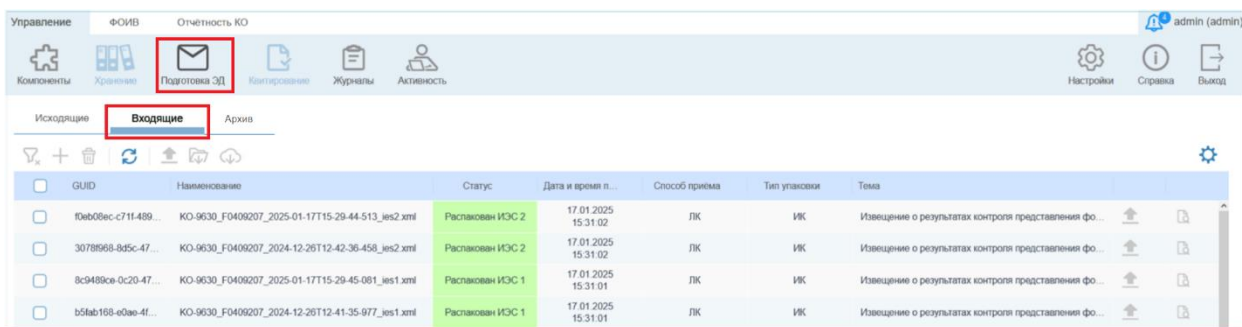 Управление ФОИВ Отчётность КО 4 admin (admin)
Компоненты Хранение Подготовка ЭД Квитирование Журналы Активность Настройки Справка Выход
Исходящие Входящие Архив
GUID Наименование Статус Дата и время п... Способ приёма Тип упаковки Тема
f0eb08ec-c71f-489... KO-9630_F0409207_2025-01-17T15-29-44-513_ies2.xml Распакован ИЭС 2 17.01.2025 15:31:02 ЛК ИК Извещение о результатах контроля представления фо...
3078f968-8d5c-47... KO-9630_F0409207_2024-12-26T12-42-36-458_ies2.xml Распакован ИЭС 2 17.01.2025 15:31:02 ЛК ИК Извещение о результатах контроля представления фо...
8c9489ce-0c20-47... KO-9630_F0409207_2025-01-17T15-29-45-081_ies1.xml Распакован ИЭС 1 17.01.2025 15:31:01 ЛК ИК Извещение о результатах контроля представления фо...
b5fab168-e0ae-4f... KO-9630_F0409207_2024-12-26T12-41-35-977_ies1.xml Распакован ИЭС 1 17.01.2025 15:31:01 ЛК ИК Извещение о результатах контроля представления фо...